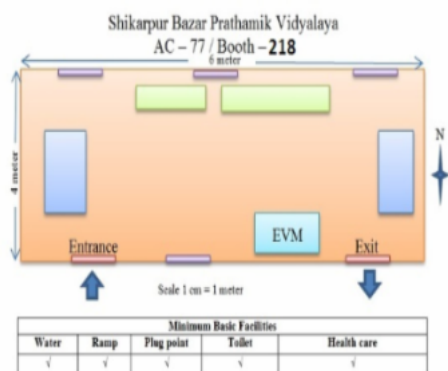 Shikarpur Bazar Prathamik Vidyalaya
AC – 77 / Booth – 218
6 meter
4 meter
N
EVM
Entrance
Exit
Scale 1 cm = 1 meter
Minimum Basic Facilities
Water Ramp Plug point Toilet Health care
√ √ √ √ √